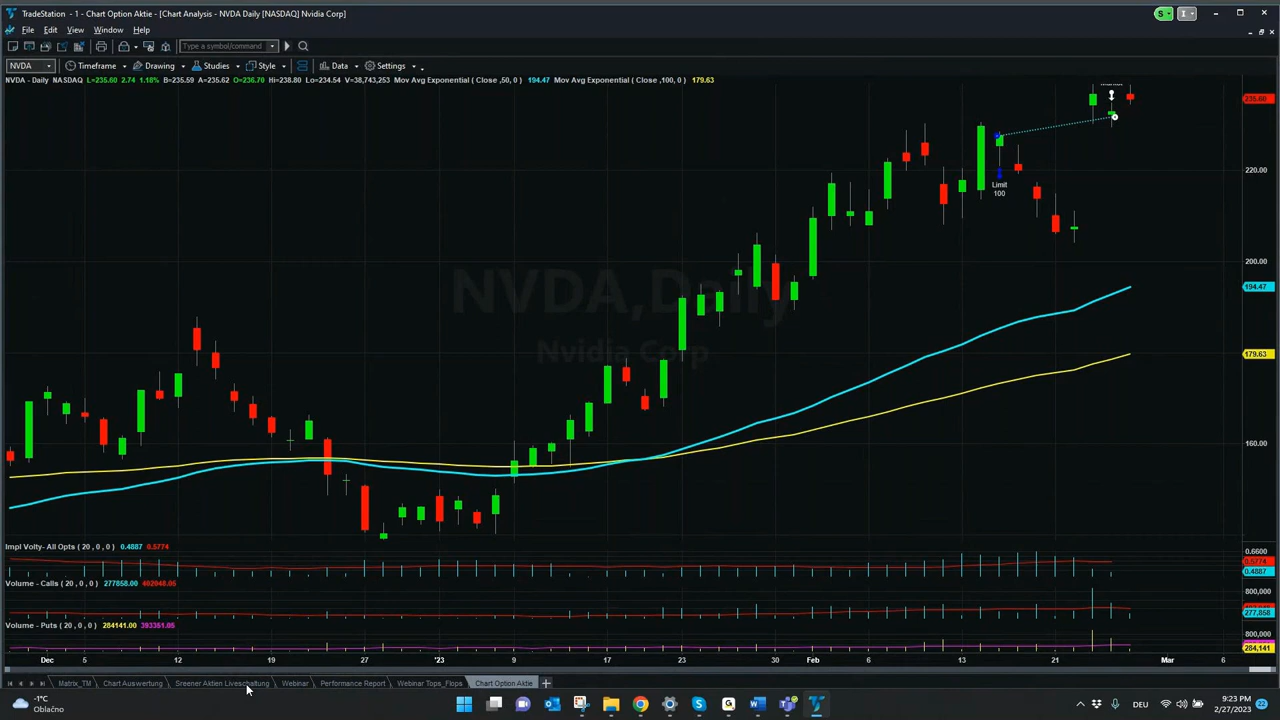 TradeStation - 1 - Chart Option Aktie - [Chart Analysis - NVDA Daily [NASDAQ] Nvidia Corp]
File Edit View Window Help
Type a symbol/command
NVDA Timeframe Drawing Studies Style Data Settings
NVDA - Daily NASDAQ L=235.60 2.74 1.18% B=235.59 A=235.62 O=236.70 Hi=238.80 Lo=234.54 V=38,743,253 Mov Avg Exponential ( Close ,50, 0 ) 194.47 Mov Avg Exponential ( Close ,100, 0 ) 179.63
235.60
220.00
Limit
100
200.00
NVDA,Daily
Nvidia Corp
194.47
179.63
160.00
Impl Volty- All Opts ( 20 , 0, 0 ) 0.4887 0.5774
0.6600
0.5774
0.4887
Volume - Calls ( 20, 0, 0 ) 277858.00 402948.05
800,000
277,858
Volume - Puts ( 20, 0, 0 ) 284141.00 393351.05
800,000
284,141
Dec 5 12 19 27 '23 9 17 23 30 Feb 6 13 21 Mar 6
Matrix_TM Chart Auswertung Sreener Aktien Liveschaltung Webinar Performance Report Webinar Tops_Flops Chart Option Aktie
-1°C
Oblačno
DEU
9:23 PM
2/27/2023
22